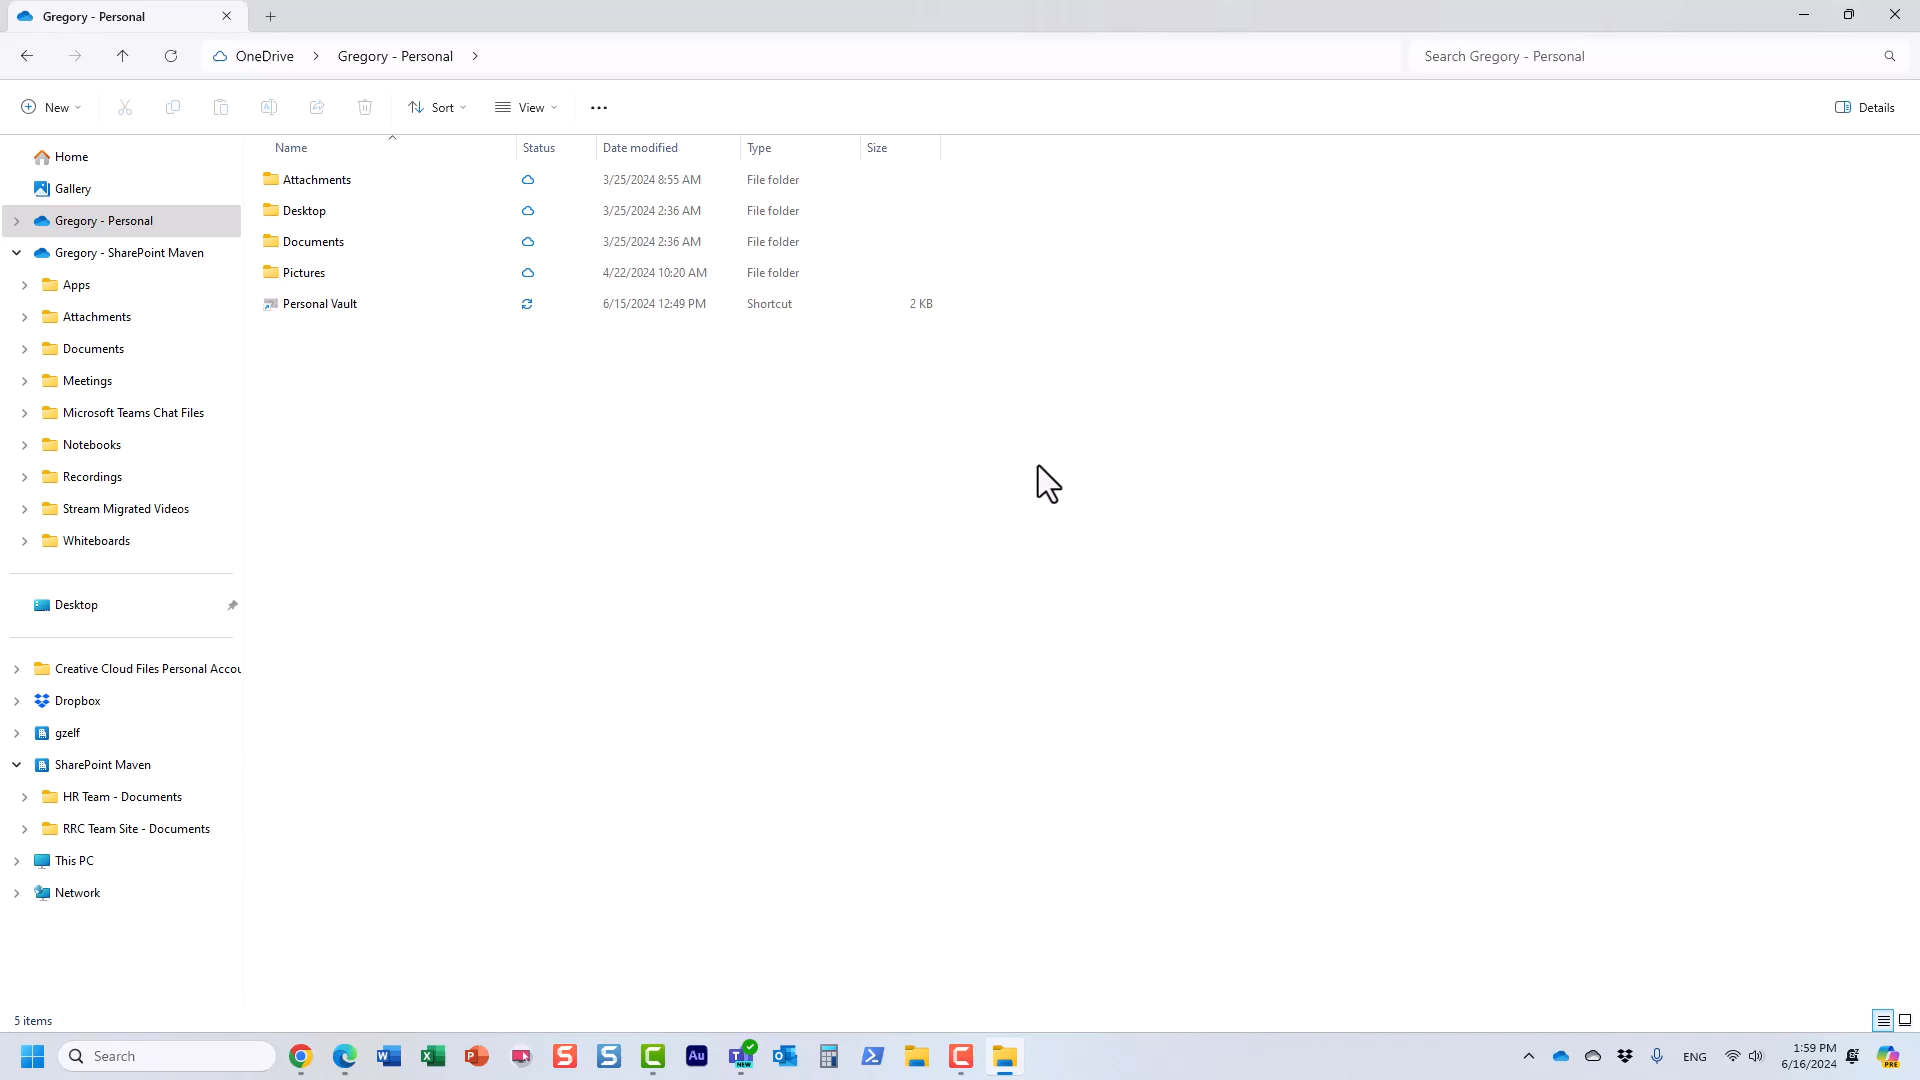 Gregory - Personal
OneDrive
Gregory - Personal
Search Gregory - Personal
New
Sort
View
Details
Name
Status
Date modified
Type
Size
Attachments 3/25/2024 8:55 AM File folder
Desktop 3/25/2024 2:36 AM File folder
Documents 3/25/2024 2:36 AM File folder
Pictures 4/22/2024 10:20 AM File folder
Personal Vault 6/15/2024 12:49 PM Shortcut 2 KB
Home
Gallery
Gregory - Personal
Gregory - SharePoint Maven
Apps
Attachments
Documents
Meetings
Microsoft Teams Chat Files
Notebooks
Recordings
Stream Migrated Videos
Whiteboards
Desktop
Creative Cloud Files Personal Accou
Dropbox
gzelf
SharePoint Maven
HR Team - Documents
RRC Team Site - Documents
This PC
Network
5 items
Search
W
X
P
S
S
C
Au
T
NEW
C
ENG
1:59 PM
6/16/2024
PRE